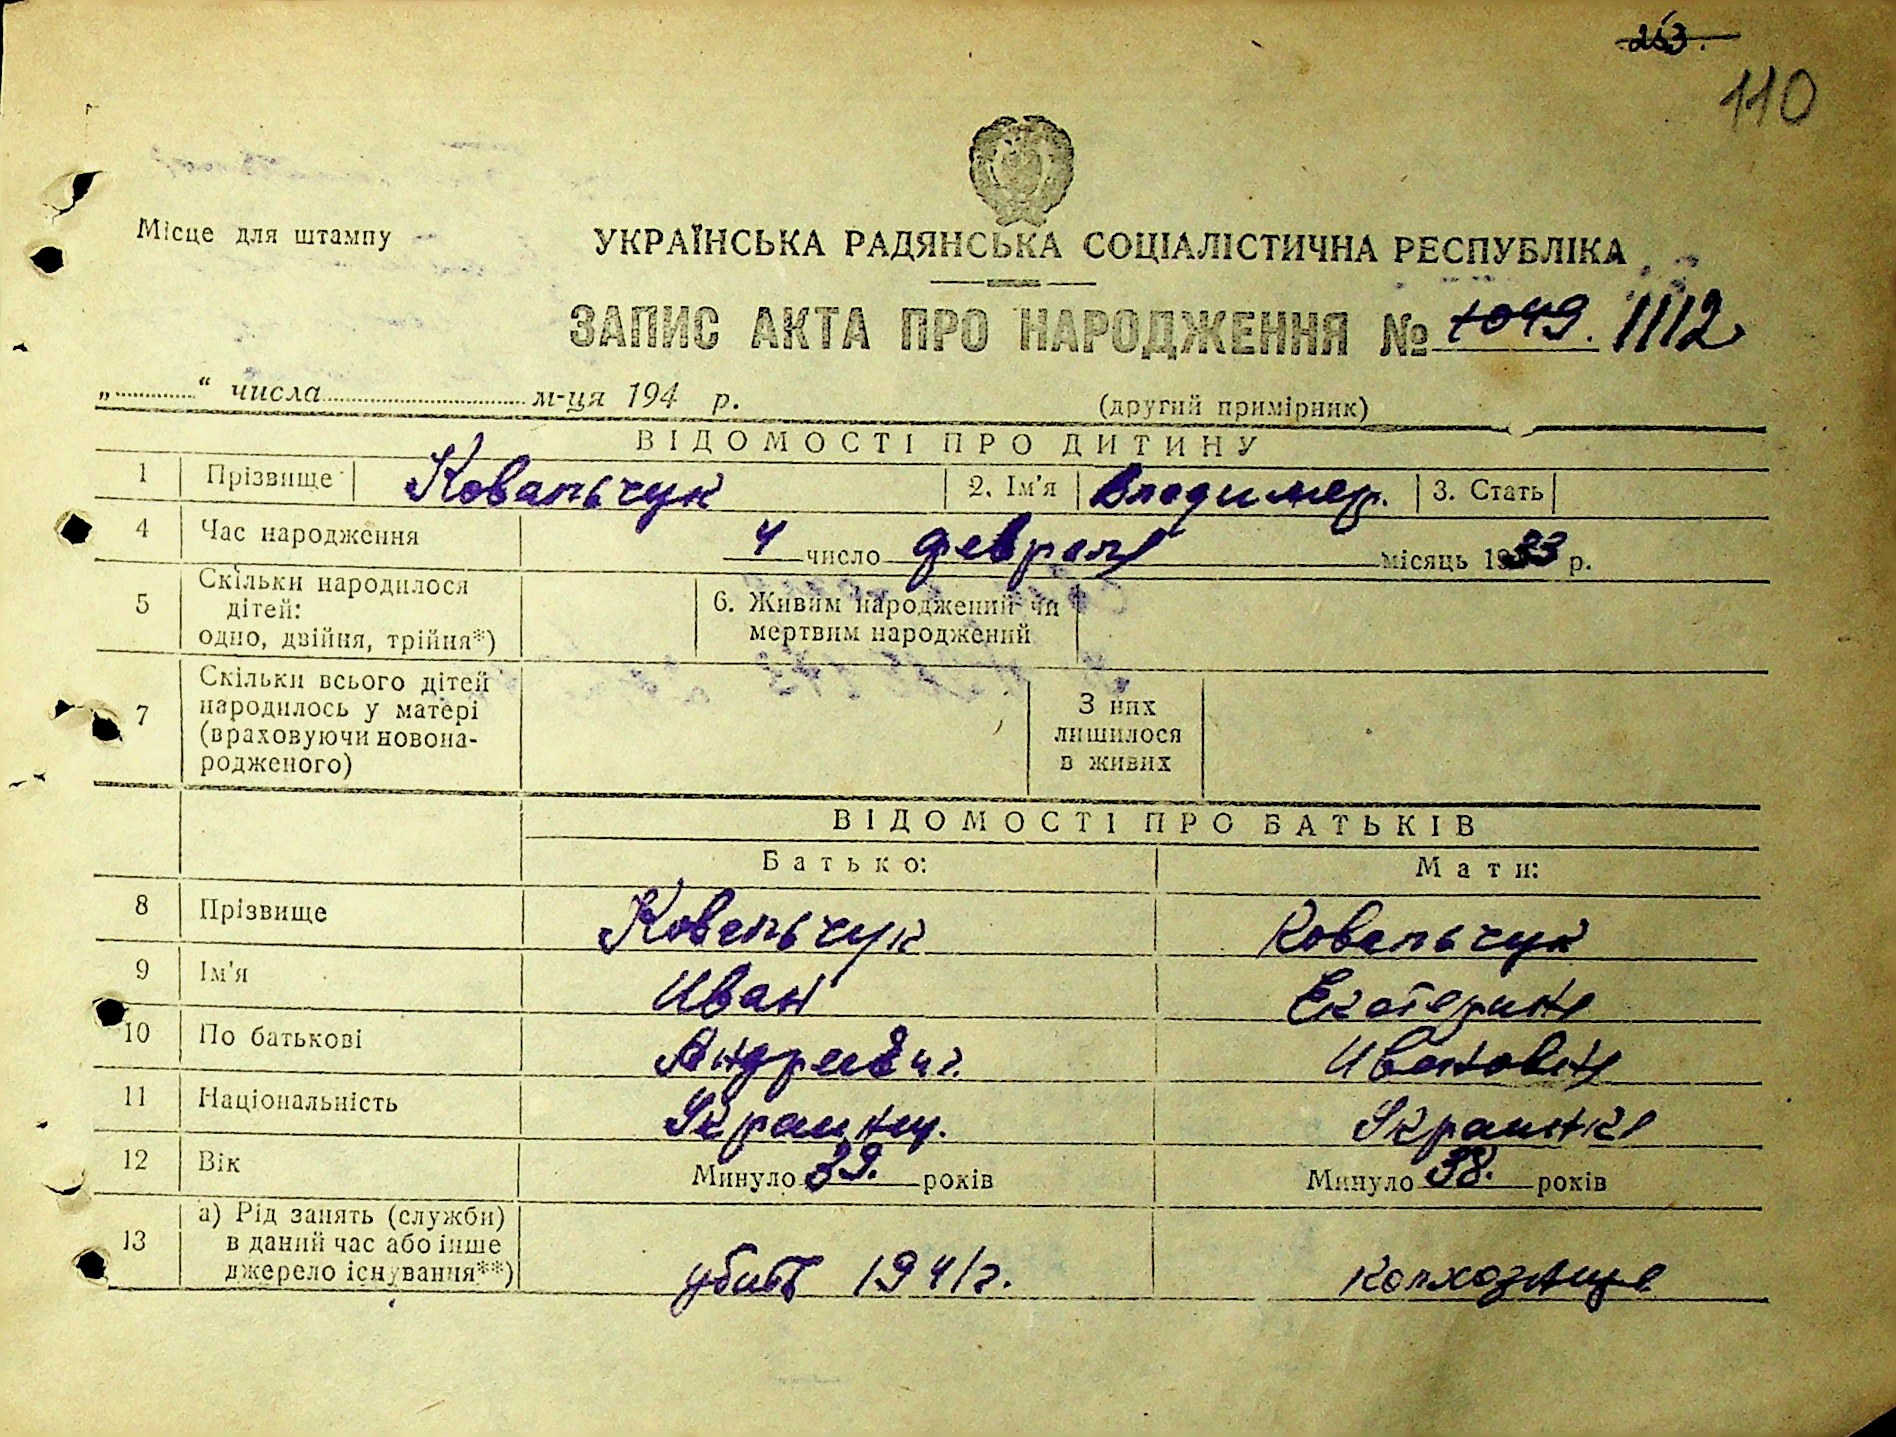 253.
110
Місце для штампу
УКРАЇНСЬКА РАДЯНСЬКА СОЦІАЛІСТИЧНА РЕСПУБЛІКА
ЗАПИС АКТА ПРО НАРОДЖЕННЯ № 1049. 1112
„ “ числа м-ця 194 р.
(другий примірник)
ВІДОМОСТІ ПРО ДИТИНУ
1 Прізвище Ковальчук 2. Ім'я Владимир. 3. Стать
4 Час народження 4 число февраля місяць 1933 р.
5 Скільки народилося
дітей:
одно, двійня, трійня*)
6. Живим народжений чи
мертвим народжений
7 Скільки всього дітей
народилось у матері
(враховуючи новона-
родженого)
З них
лишилося
в живих
ВІДОМОСТІ ПРО БАТЬКІВ
Батько: Мати:
8 Прізвище Ковальчук Ковальчук
9 Ім'я Иван Екатерина
10 По батькові Андреевич. Ивановна
11 Національність Украинец. Украинка
12 Вік Минуло 39. років Минуло 38. років
13 а) Рід занять (служби)
в даний час або інше
джерело існування**)
убит 1941г. колхозница